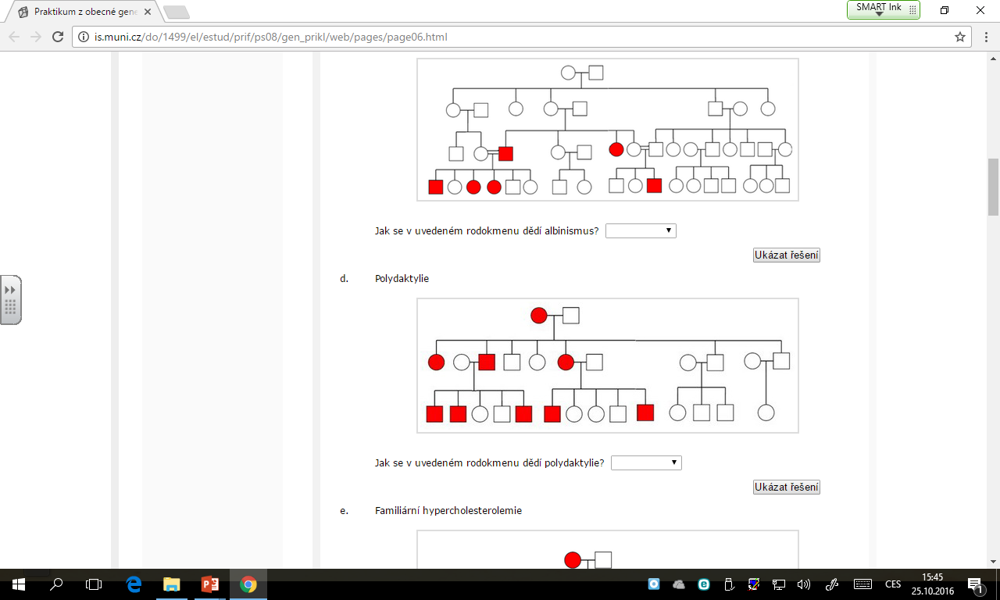 Praktikum z obecné gene
SMART Ink
is.muni.cz/do/1499/el/estud/prif/ps08/gen_prikl/web/pages/page06.html
Jak se v uvedeném rodokmenu dědí albinismus?
Ukázat řešení
d. Polydaktylie
Jak se v uvedeném rodokmenu dědí polydaktylie?
Ukázat řešení
e. Familiární hypercholesterolemie
CES
15:45
25.10.2016
1